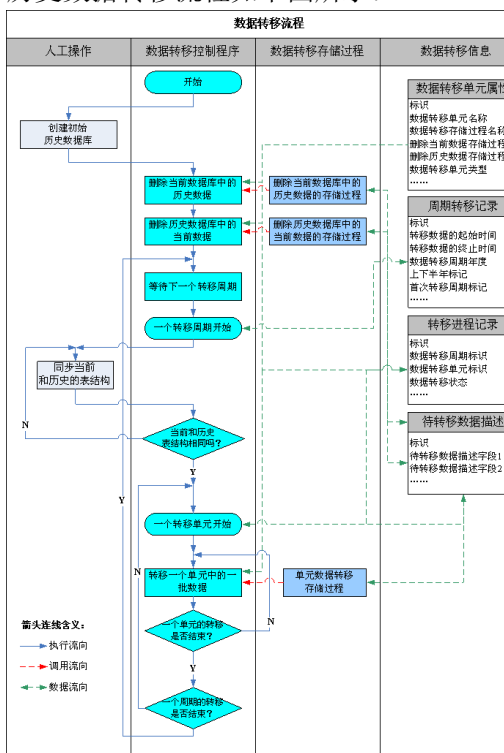 数据转移流程
人工操作
数据转移控制程序
数据转移存储过程
数据转移信息
开始
创建初始
历史数据库
删除当前数据库中的
历史数据
删除当前数据库中的
历史数据的存储过程
删除历史数据库中的
当前数据
删除历史数据库中的
当前数据的存储过程
等待下一个转移周期
一个转移周期开始
同步当前
和历史的表结构
当前和历史
表结构相同吗？
N
Y
Y
一个转移单元开始
N
转移一个单元中的一
批数据
单元数据转移
存储过程
一个单元的转移
是否结束？
N
Y
一个周期的转移
是否结束？
箭头连线含义：
执行流向
调用流向
数据流向
数据转移单元属性
标识
数据转移单元名称
数据转移存储过程名称
删除当前数据存储过程
删除历史数据存储过程
数据转移单元类型
……
周期转移记录
标识
转移数据的起始时间
转移数据的终止时间
数据转移周期年度
上下半年标记
首次转移周期标记
……
转移进程记录
标识
数据转移周期标识
数据转移单元标识
数据转移状态
……
待转移数据描述
标识
待转移数据描述字段1
待转移数据描述字段2
……